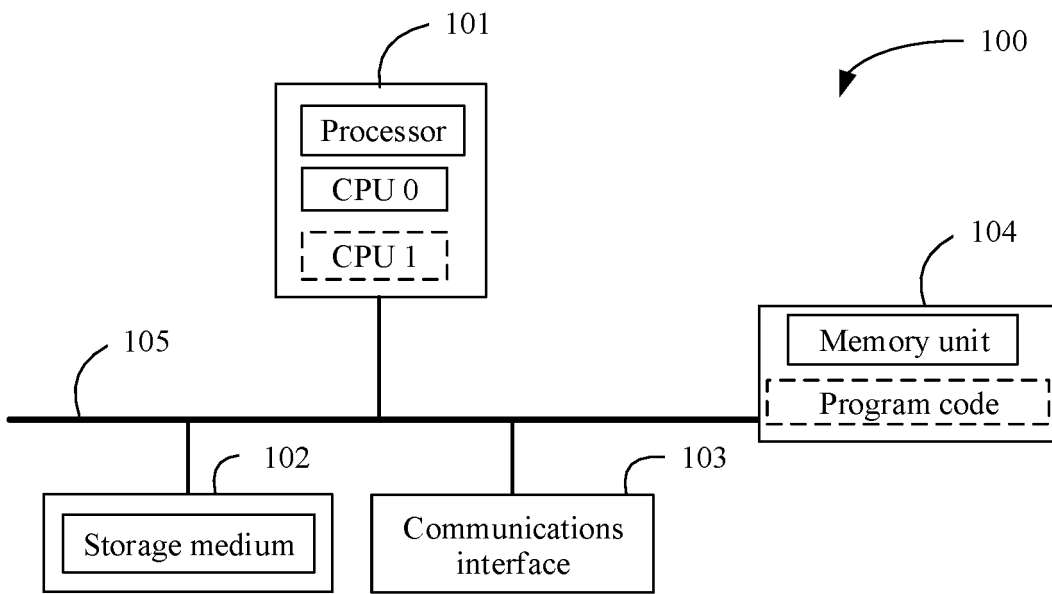 101
100
Processor
CPU 0
CPU 1
104
Memory unit
Program code
105
102
103
Storage medium
Communications
interface